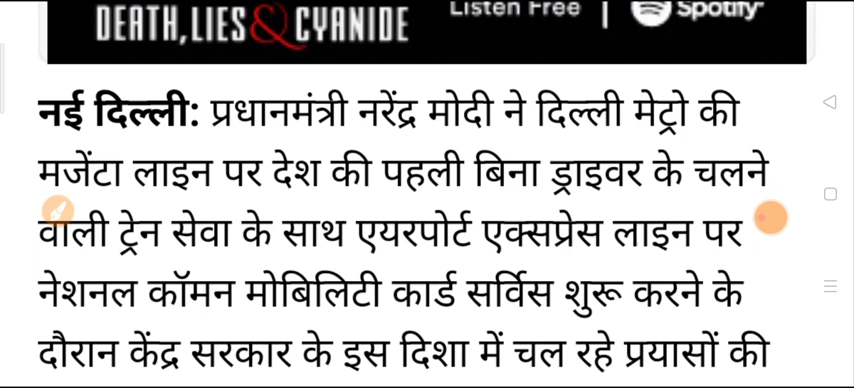 DEATH, LIES & CYANIDE
Listen Free | Spotify
नई दिल्ली: प्रधानमंत्री नरेंद्र मोदी ने दिल्ली मेट्रो की
मजेंटा लाइन पर देश की पहली बिना ड्राइवर के चलने
वाली ट्रेन सेवा के साथ एयरपोर्ट एक्सप्रेस लाइन पर
नेशनल कॉमन मोबिलिटी कार्ड सर्विस शुरू करने के
दौरान केंद्र सरकार के इस दिशा में चल रहे प्रयासों की